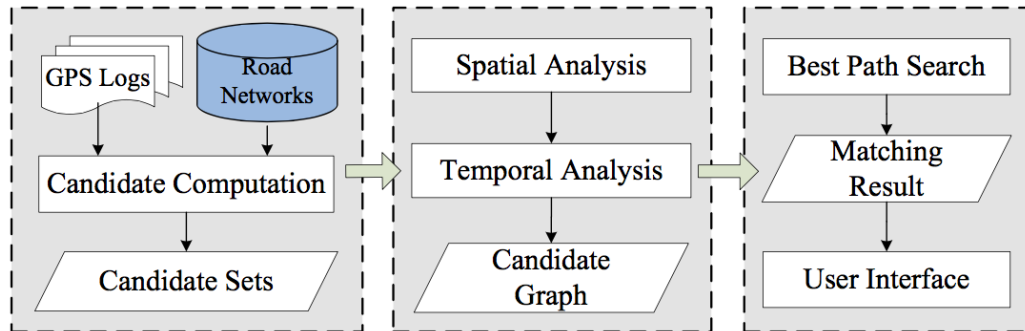 GPS Logs
Road
Networks
Candidate Computation
Candidate Sets
Spatial Analysis
Temporal Analysis
Candidate
Graph
Best Path Search
Matching
Result
User Interface